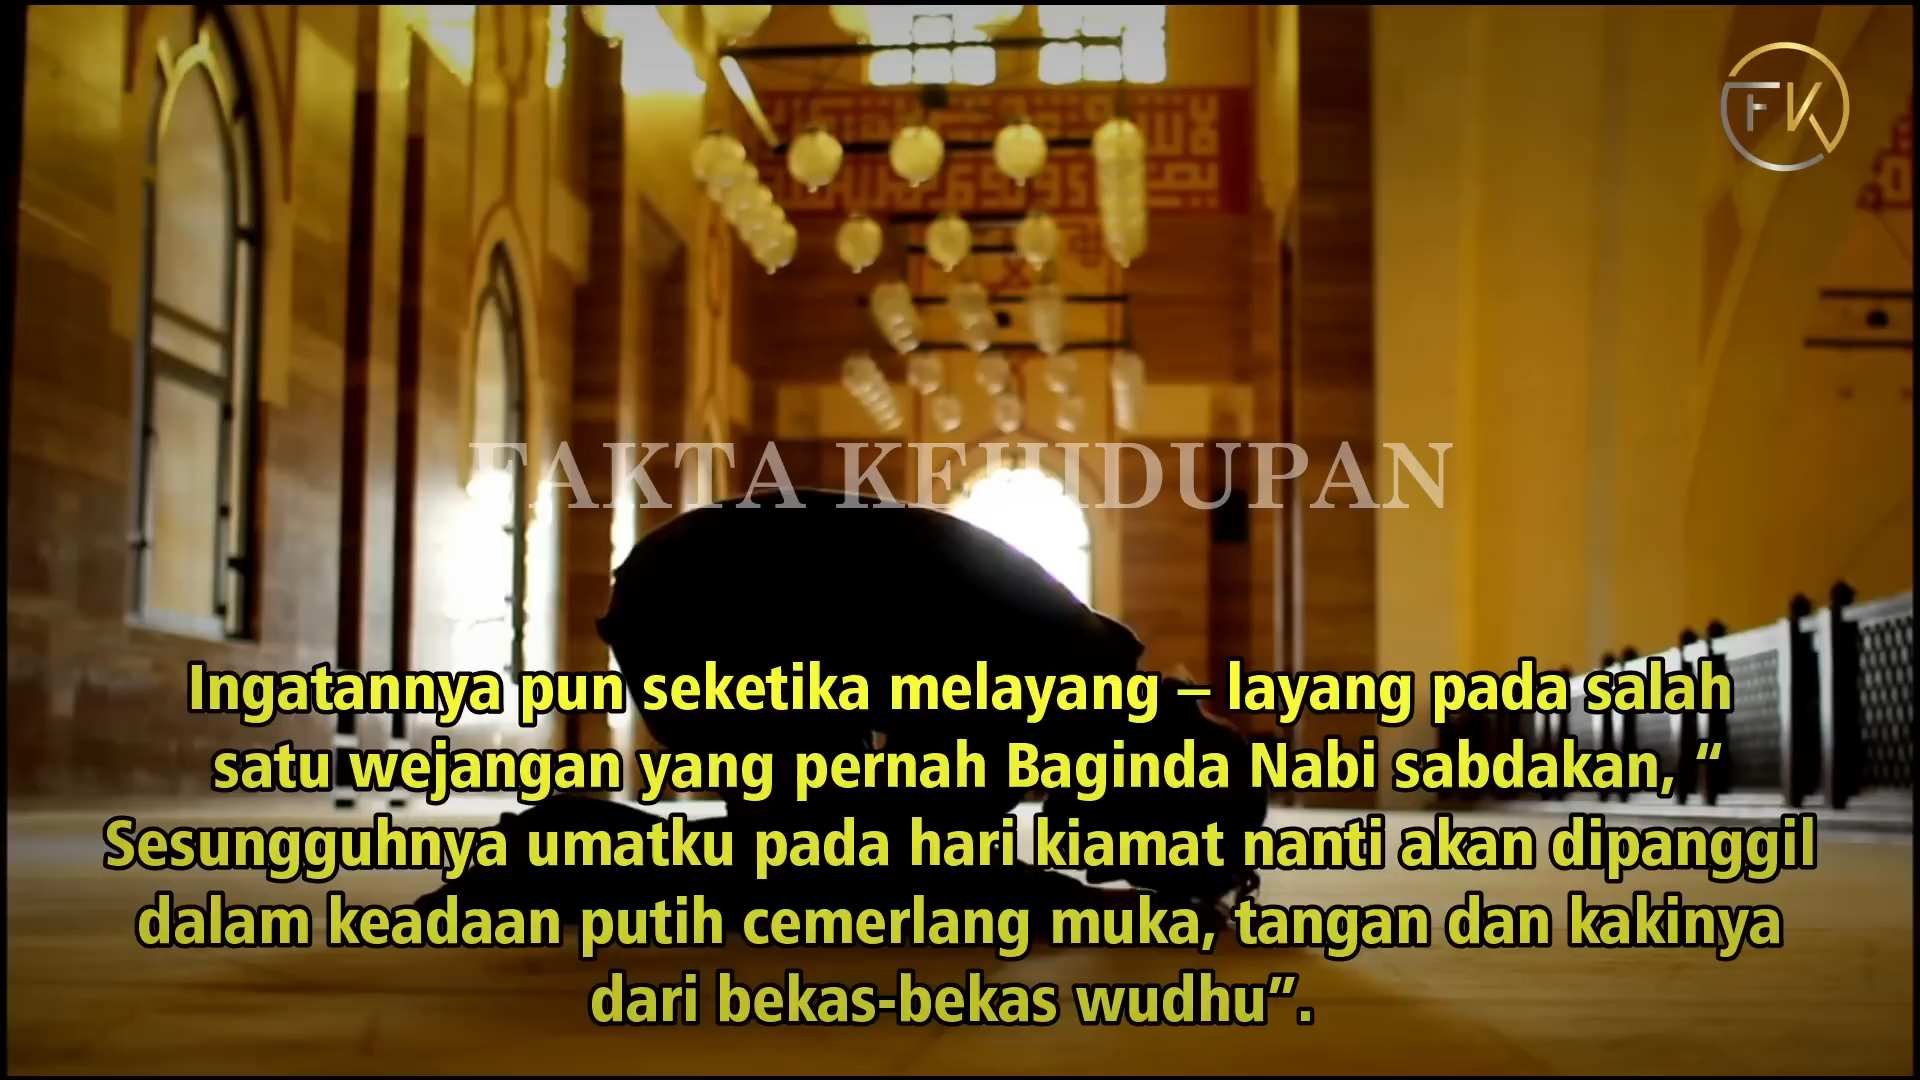 FK
FAKTA KEHIDUPAN
Ingatannya pun seketika melayang – layang pada salah
satu wejangan yang pernah Baginda Nabi sabdakan, “
Sesungguhnya umatku pada hari kiamat nanti akan dipanggil
dalam keadaan putih cemerlang muka, tangan dan kakinya
dari bekas-bekas wudhu”.